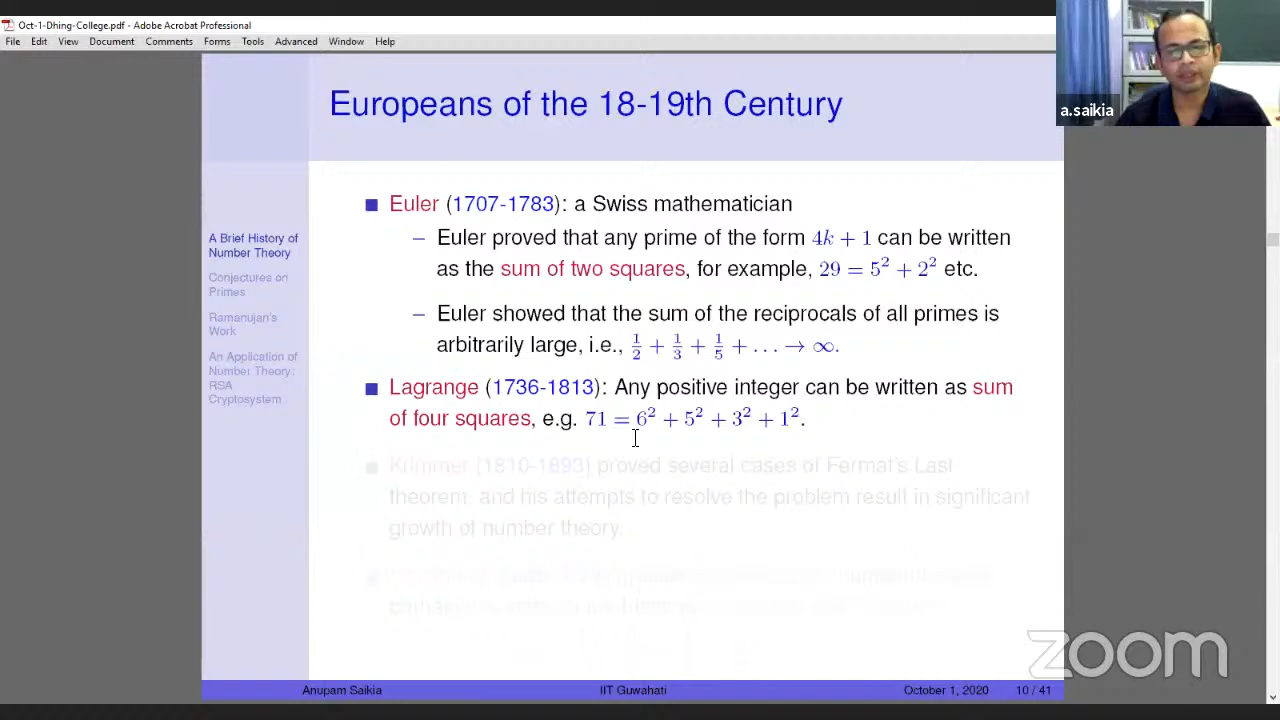 Oct-1-Dhing-College.pdf - Adobe Acrobat Professional
File Edit View Document Comments Forms Tools Advanced Window Help
a.saikia
Europeans of the 18-19th Century
A Brief History of
Number Theory
Conjectures on
Primes
Ramanujan's
Work
An Application of
Number Theory:
RSA
Cryptosystem
Euler (1707-1783): a Swiss mathematician
– Euler proved that any prime of the form 4k + 1 can be written
as the sum of two squares, for example, 29 = 5² + 2² etc.
– Euler showed that the sum of the reciprocals of all primes is
arbitrarily large, i.e., 1/2 + 1/3 + 1/5 + . . . → ∞.
Lagrange (1736-1813): Any positive integer can be written as sum
of four squares, e.g. 71 = 6² + 5² + 3² + 1².
Kummer (1810-1893) proved several cases of Fermat's Last
theorem, and his attempts to resolve the problem result in significant
growth of number theory.
Anupam Saikia IIT Guwahati October 1, 2020 10 / 41
zoom